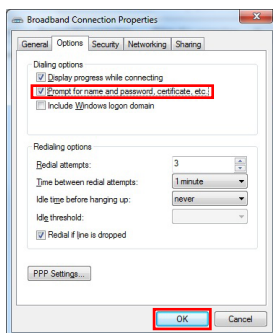 Broadband Connection Properties
General Options Security Networking Sharing
Dialing options
Display progress while connecting
Prompt for name and password, certificate, etc.
Include Windows logon domain
Redialing options
Redial attempts: 3
Time between redial attempts: 1 minute
Idle time before hanging up: never
Idle threshold:
Redial if line is dropped
PPP Settings...
OK Cancel